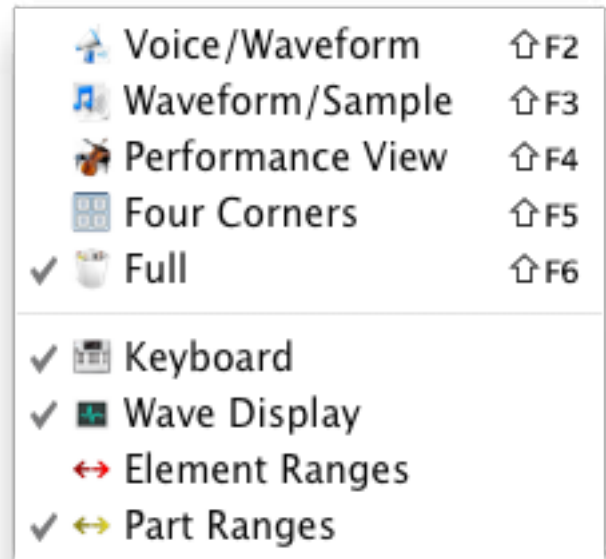 Voice/Waveform ⇧F2
Waveform/Sample ⇧F3
Performance View ⇧F4
Four Corners ⇧F5
✓ Full ⇧F6
✓ Keyboard
✓ Wave Display
Element Ranges
✓ Part Ranges